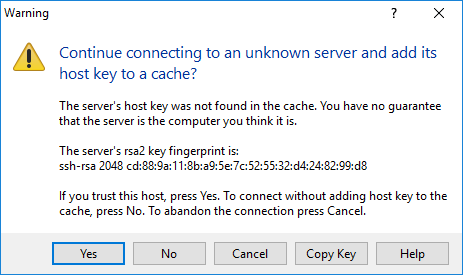 Warning
?
Continue connecting to an unknown server and add its
host key to a cache?
The server's host key was not found in the cache. You have no guarantee
that the server is the computer you think it is.
The server's rsa2 key fingerprint is:
ssh-rsa 2048 cd:88:9a:11:8b:a9:5e:7c:52:55:32:d4:24:82:99:d8
If you trust this host, press Yes. To connect without adding host key to the
cache, press No. To abandon the connection press Cancel.
Yes
No
Cancel
Copy Key
Help